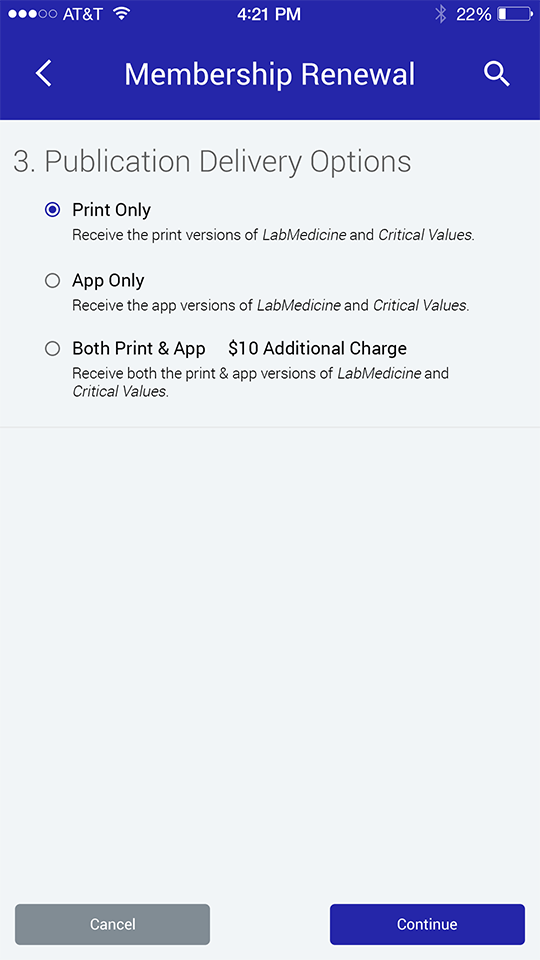 AT&T 4:21 PM 22%
Membership Renewal
3. Publication Delivery Options
Print Only
Receive the print versions of LabMedicine and Critical Values.
App Only
Receive the app versions of LabMedicine and Critical Values.
Both Print & App $10 Additional Charge
Receive both the print & app versions of LabMedicine and
Critical Values.
Cancel Continue